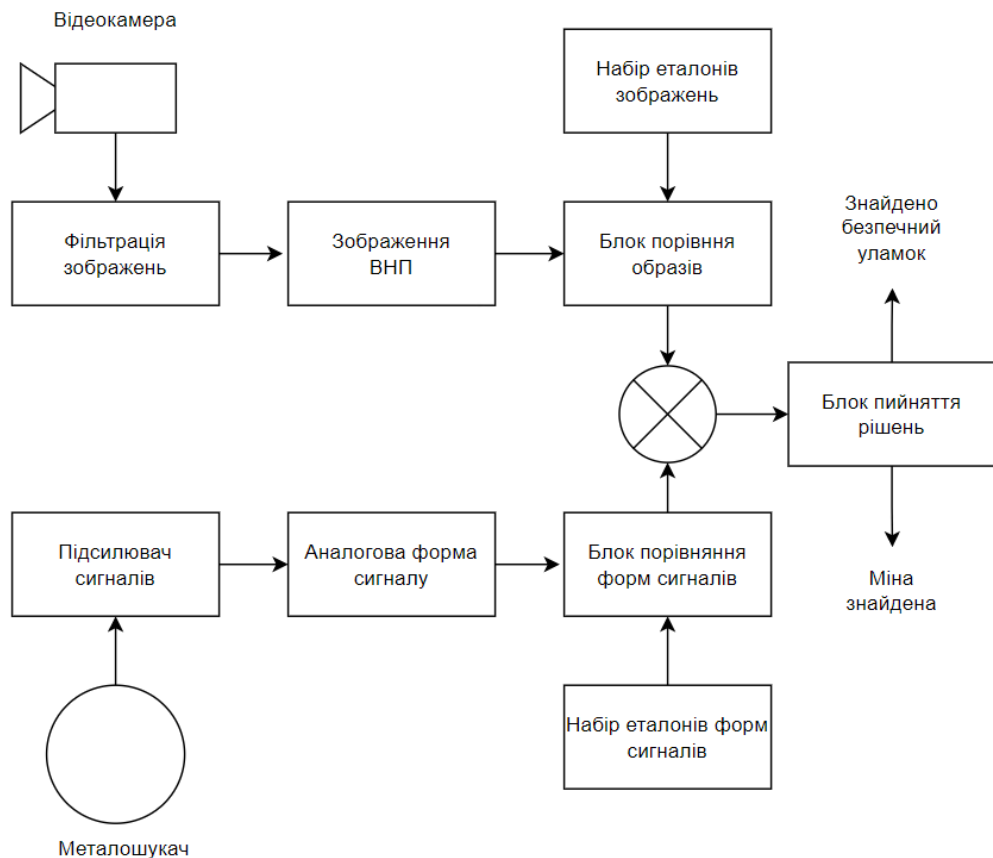 Відеокамера
Набір еталонів
зображень
Фільтрація
зображень
Зображення
ВНП
Блок порівння
образів
Знайдено
безпечний
уламок
Блок пийняття
рішень
Підсилювач
сигналів
Аналогова форма
сигналу
Блок порівняння
форм сигналів
Міна
знайдена
Набір еталонів форм
сигналів
Металошукач